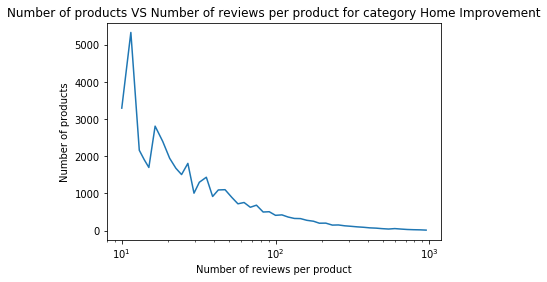 Number of products VS Number of reviews per product for category Home Improvement
Number of products
5000
4000
3000
2000
1000
0
10¹ 10² 10³
Number of reviews per product